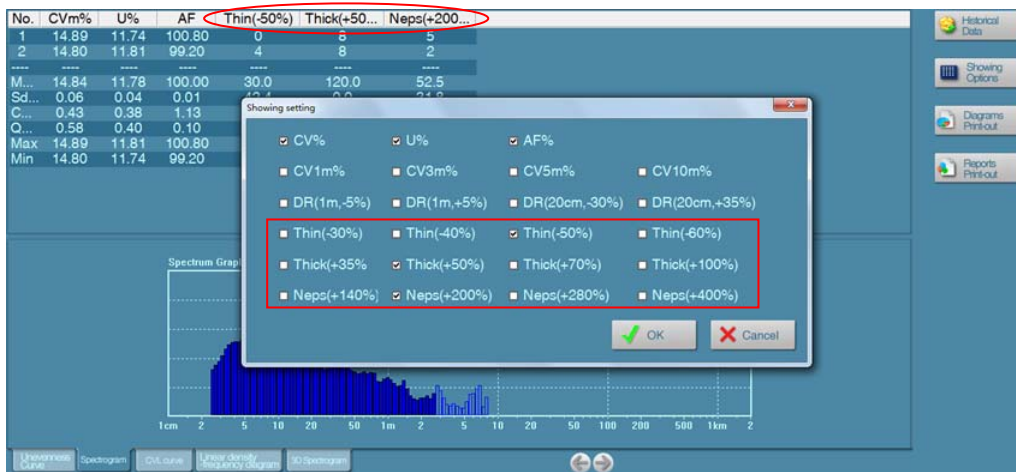 No. CVm% U% AF Thin(-50%) Thick(+50... Neps(+200...
1 14.89 11.74 100.80 0 8 5
2 14.80 11.81 99.20 4 8 2
---- ---- ---- ---- ---- ---- ----
M... 14.84 11.78 100.00 30.0 120.0 52.5
Sd... 0.06 0.04 0.01
C... 0.43 0.38 1.13
Q... 0.58 0.40 0.10
Max 14.89 11.81 100.80
Min 14.80 11.74 99.20
Historical
Data
Showing
Options
Diagrams
Print-out
Reports
Print-out
Showing setting
CV% U% AF%
CV1m% CV3m% CV5m% CV10m%
DR(1m,-5%) DR(1m,+5%) DR(20cm,-30%) DR(20cm,+35%)
Thin(-30%) Thin(-40%) Thin(-50%) Thin(-60%)
Thick(+35% Thick(+50%) Thick(+70%) Thick(+100%)
Neps(+140%) Neps(+200%) Neps(+280%) Neps(+400%)
OK Cancel
Spectrum Grap
1cm 2 5 10 20 50 1m 2 5 10 20 50 100 200 500 1km 2
Unevenness
Curve
Spectrogram
CVL curve
Linear density
-frequency diagram
3D Spectrogram